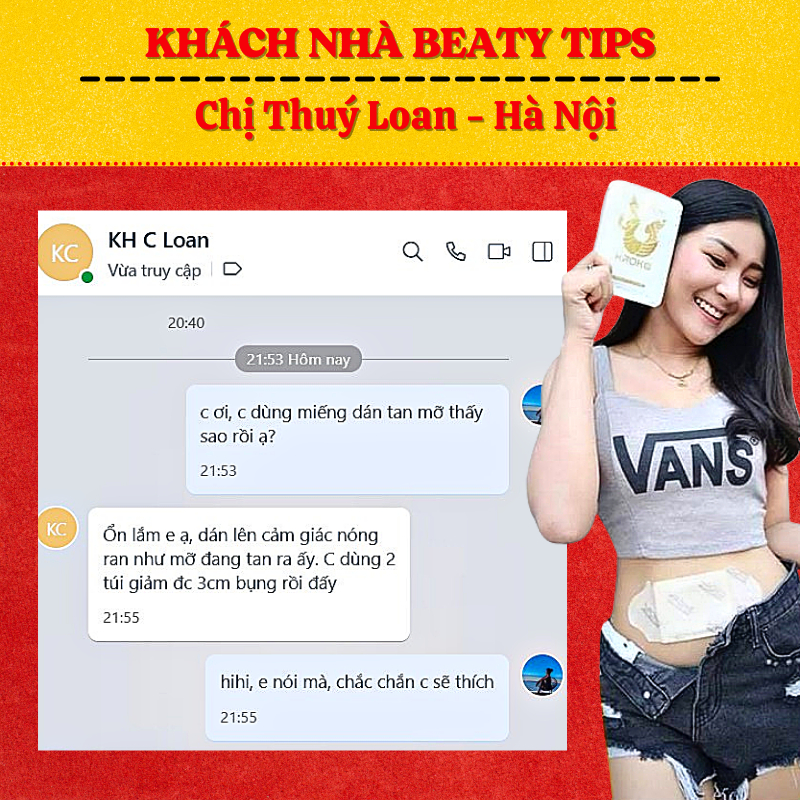 KHÁCH NHÀ BEATY TIPS
Chị Thuý Loan - Hà Nội
KC
KH C Loan
Vừa truy cập
20:40
21:53 Hôm nay
c ơi, c dùng miếng dán tan mỡ thấy
sao rồi ạ?
21:53
KC
Ổn lắm e ạ, dán lên cảm giác nóng
ran như mỡ đang tan ra ấy. C dùng 2
túi giảm đc 3cm bụng rồi đấy
21:55
hihi, e nói mà, chắc chắn c sẽ thích
21:55
VANS